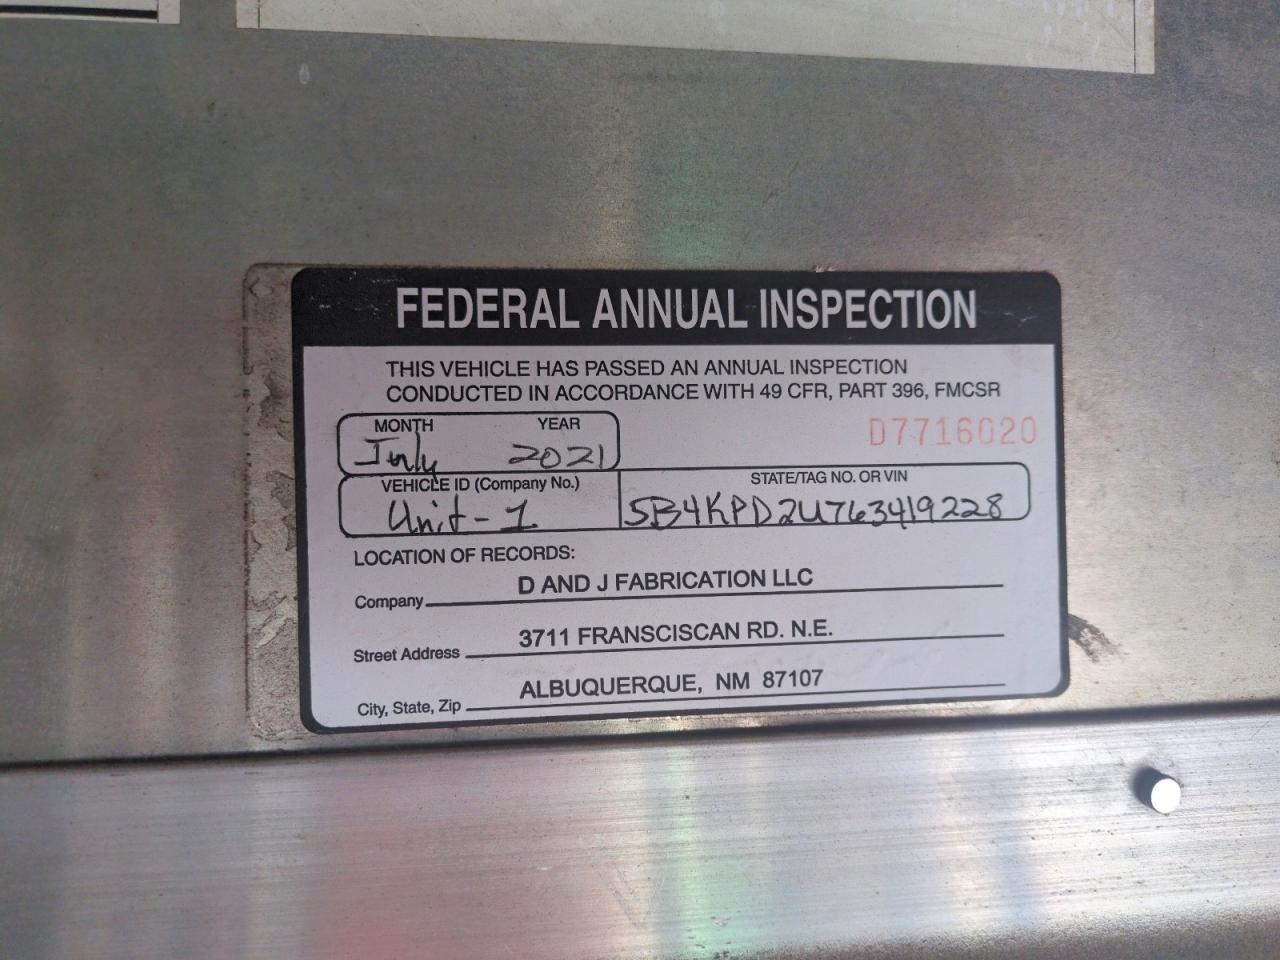 FEDERAL ANNUAL INSPECTION
THIS VEHICLE HAS PASSED AN ANNUAL INSPECTION
CONDUCTED IN ACCORDANCE WITH 49 CFR, PART 396, FMCSR
MONTH YEAR
July 2021
D7716020
VEHICLE ID (Company No.) STATE/TAG NO. OR VIN
Unit-1 5B4KPD2U763419228
LOCATION OF RECORDS:
Company D AND J FABRICATION LLC
Street Address 3711 FRANSCISCAN RD. N.E.
City, State, Zip ALBUQUERQUE, NM 87107